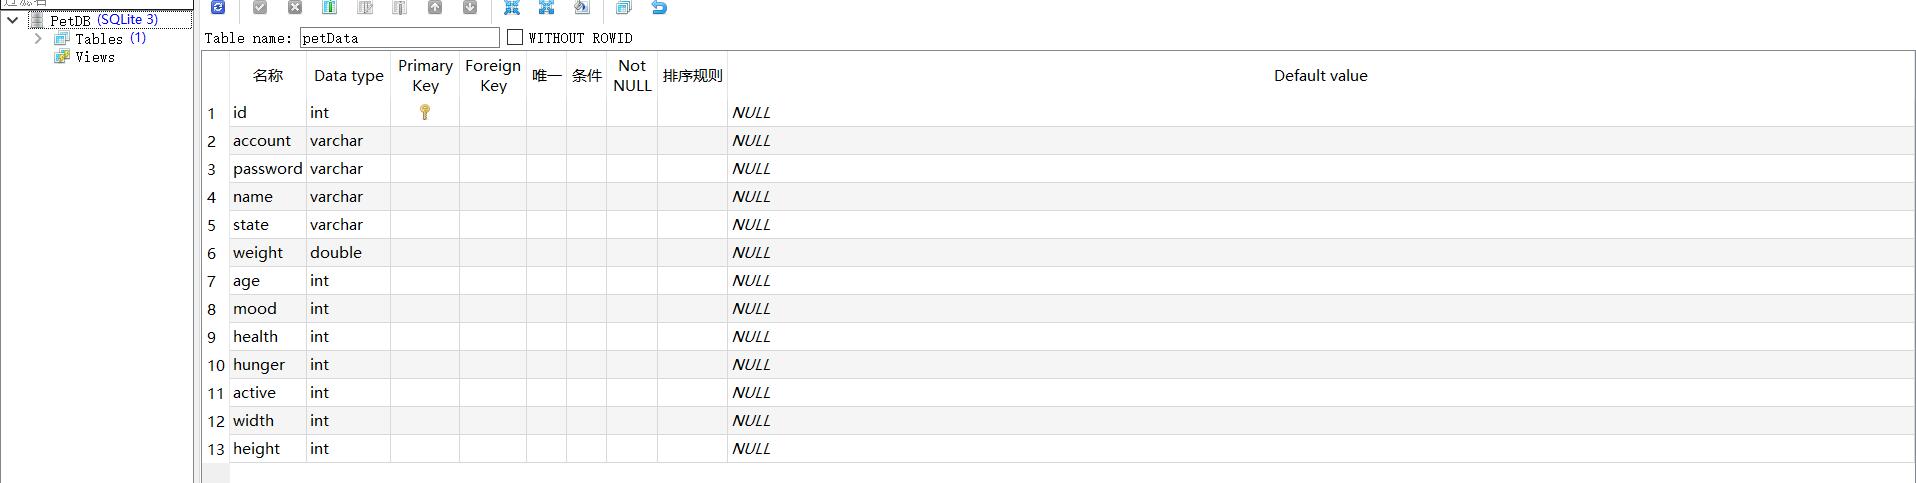 PetDB (SQLite 3)
Tables (1)
Views
Table name: petData WITHOUT ROWID
名称 Data type Primary Key Foreign Key 唯一 条件 Not NULL 排序规则 Default value
1 id int NULL
2 account varchar NULL
3 password varchar NULL
4 name varchar NULL
5 state varchar NULL
6 weight double NULL
7 age int NULL
8 mood int NULL
9 health int NULL
10 hunger int NULL
11 active int NULL
12 width int NULL
13 height int NULL